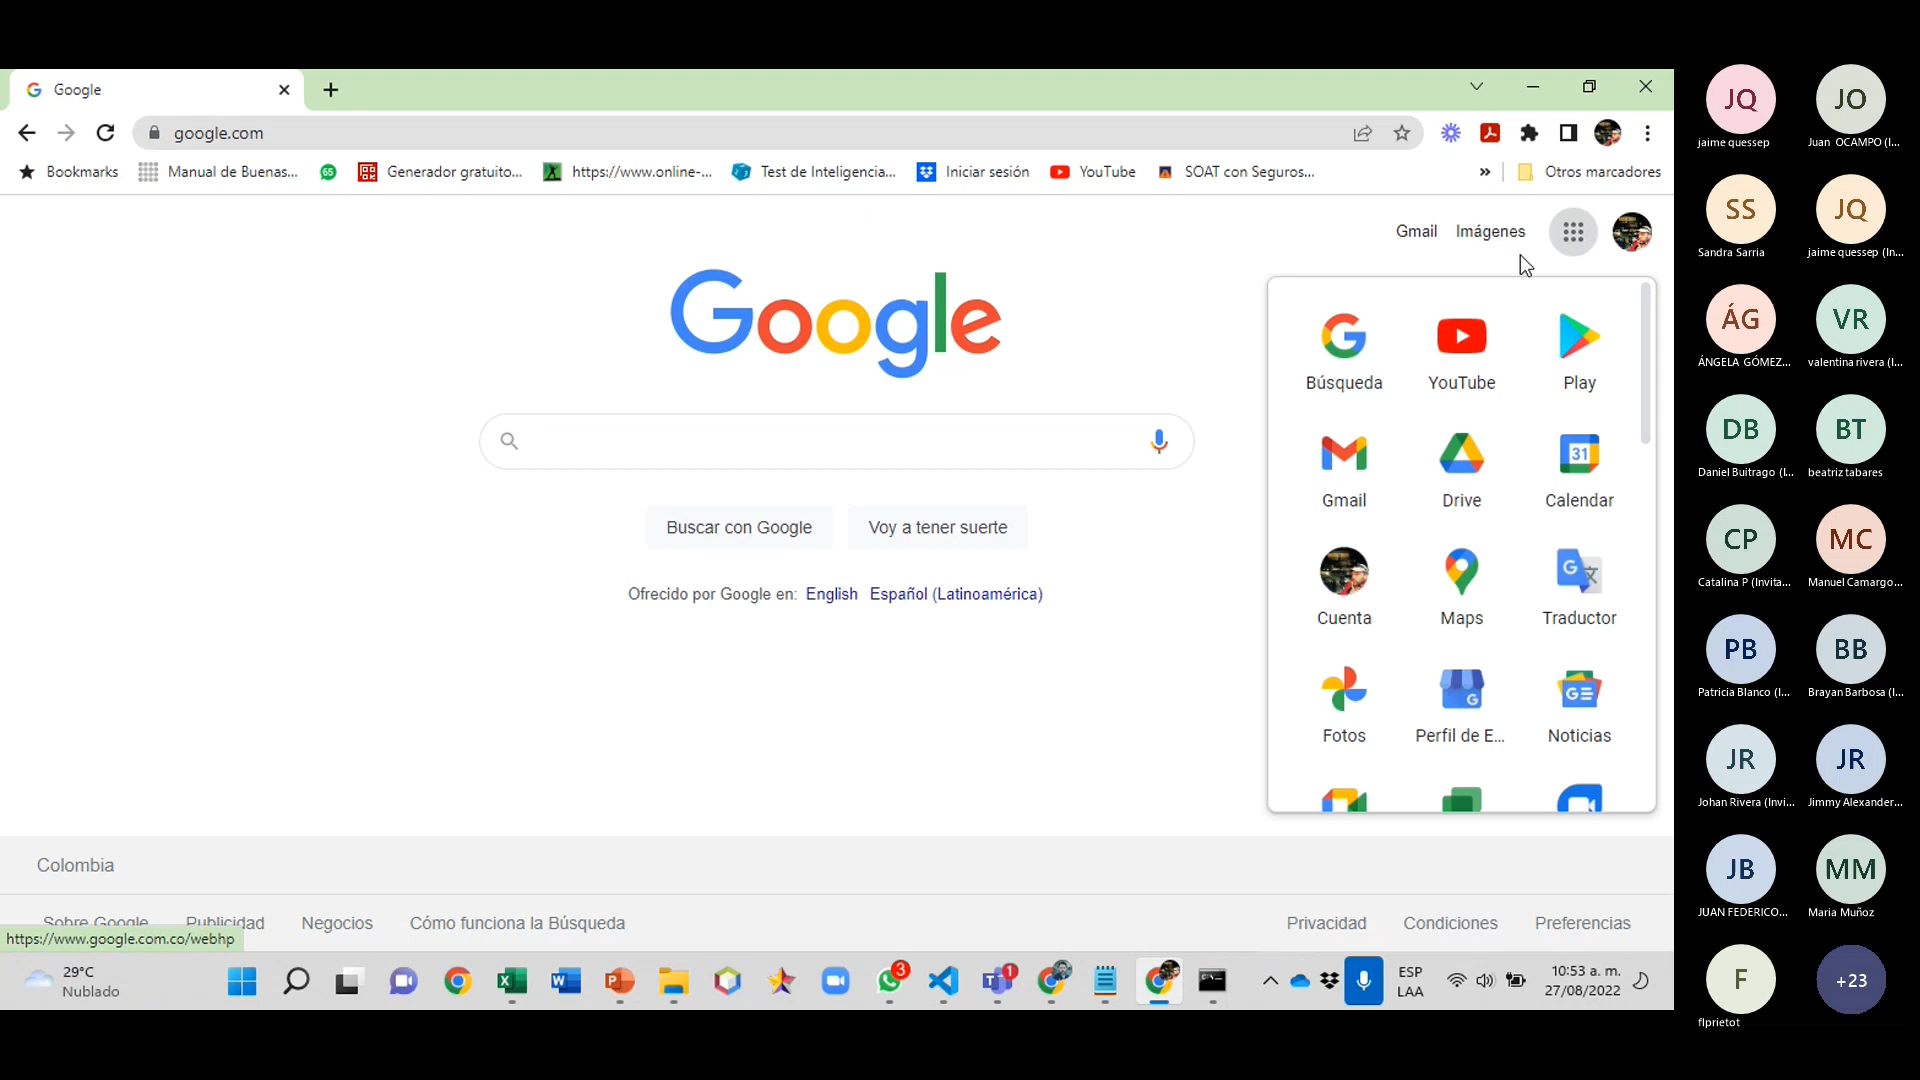 Google
google.com
Bookmarks
Manual de Buenas...
65
Generador gratuito...
https://www.online-...
Test de Inteligencia...
Iniciar sesión
YouTube
SOAT con Seguros...
»
Otros marcadores
Gmail
Imágenes
Google
Búsqueda
YouTube
Play
31
Gmail
Drive
Calendar
G
Cuenta
Maps
Traductor
G
GE
Fotos
Perfil de E...
Noticias
Buscar con Google
Voy a tener suerte
Ofrecido por Google en: English Español (Latinoamérica)
Colombia
Sobre Google
Publicidad
Negocios
Cómo funciona la Búsqueda
Privacidad
Condiciones
Preferencias
https://www.google.com.co/webhp
29°C
Nublado
3
1
ESP
LAA
10:53 a. m.
27/08/2022
JQ
jaime quessep
JO
Juan OCAMPO (I...
SS
Sandra Sarria
JQ
jaime quessep (In...
ÁG
ÁNGELA GÓMEZ...
VR
valentina rivera (I...
DB
Daniel Buitrago (I...
BT
beatriz tabares
CP
Catalina P (Invita...
MC
Manuel Camargo...
PB
Patricia Blanco (I...
BB
Brayan Barbosa (I...
JR
Johan Rivera (Invi...
JR
Jimmy Alexander...
JB
JUAN FEDERICO...
MM
Maria Muñoz
F
flprietot
+23